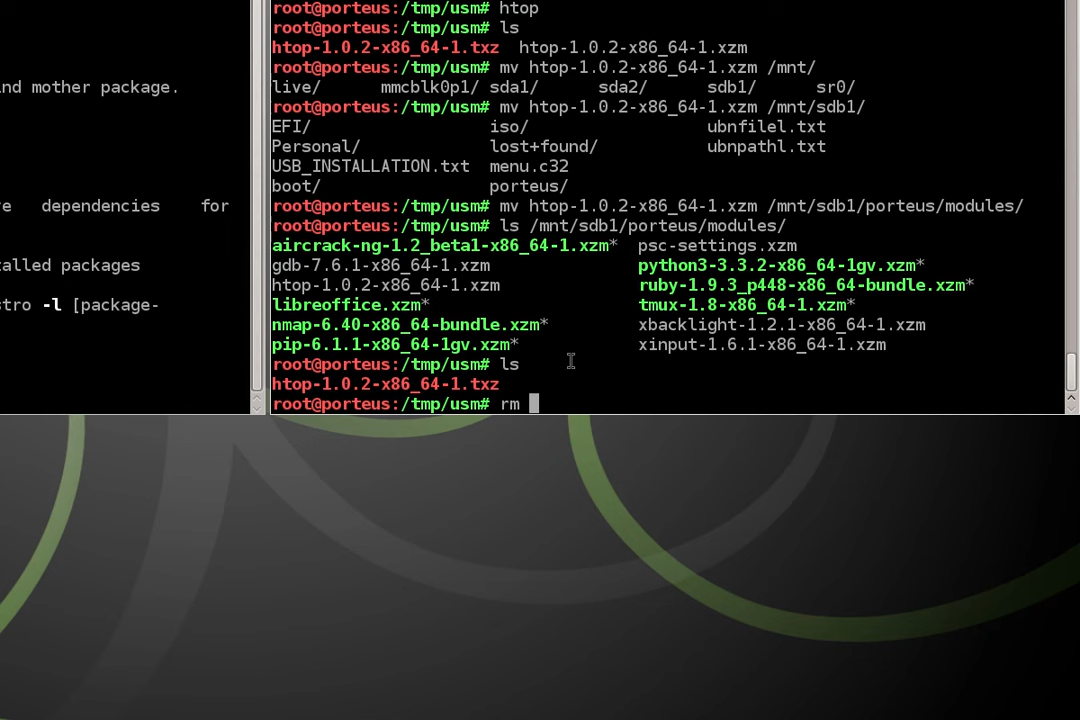 nd mother package.
e dependencies for
talled packages
stro -l [package-
root@porteus:/tmp/usm# htop
root@porteus:/tmp/usm# ls
htop-1.0.2-x86_64-1.txz htop-1.0.2-x86_64-1.xzm
root@porteus:/tmp/usm# mv htop-1.0.2-x86_64-1.xzm /mnt/
live/ mmcblk0p1/ sda1/ sda2/ sdb1/ sr0/
root@porteus:/tmp/usm# mv htop-1.0.2-x86_64-1.xzm /mnt/sdb1/
EFI/ iso/ ubnfilel.txt
Personal/ lost+found/ ubnpathl.txt
USB_INSTALLATION.txt menu.c32
boot/ porteus/
root@porteus:/tmp/usm# mv htop-1.0.2-x86_64-1.xzm /mnt/sdb1/porteus/modules/
root@porteus:/tmp/usm# ls /mnt/sdb1/porteus/modules/
aircrack-ng-1.2_beta1-x86_64-1.xzm* psc-settings.xzm
gdb-7.6.1-x86_64-1.xzm python3-3.3.2-x86_64-1gv.xzm*
htop-1.0.2-x86_64-1.xzm ruby-1.9.3_p448-x86_64-bundle.xzm*
libreoffice.xzm* tmux-1.8-x86_64-1.xzm*
nmap-6.40-x86_64-bundle.xzm* xbacklight-1.2.1-x86_64-1.xzm
pip-6.1.1-x86_64-1gv.xzm* xinput-1.6.1-x86_64-1.xzm
root@porteus:/tmp/usm# ls
htop-1.0.2-x86_64-1.txz
root@porteus:/tmp/usm# rm